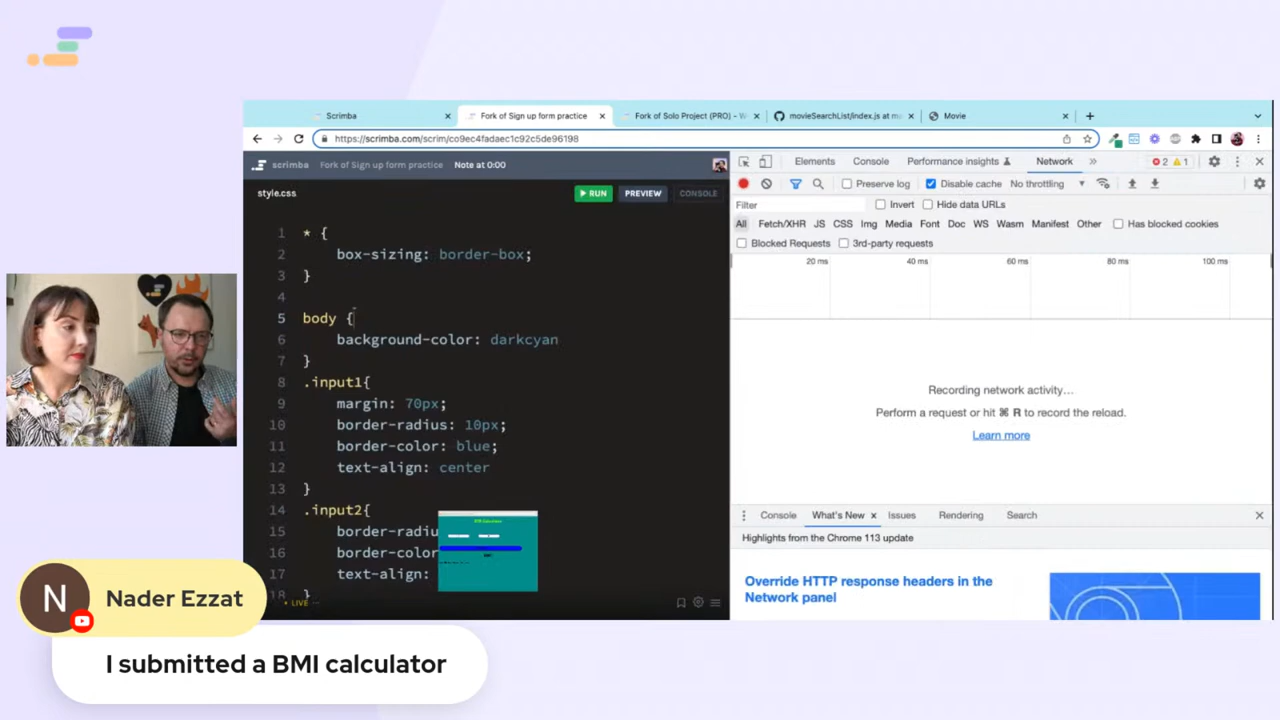 Scrimba
Fork of Sign up form practice
Fork of Solo Project (PRO) - W
movieSearchList/index.js at ma
Movie
https://scrimba.com/scrim/co9ec4fadaec1c92c5de96198
scrimba
Fork of Sign up form practice
Note at 0:00
style.css
RUN
PREVIEW
CONSOLE
1 * {
2 box-sizing: border-box;
3 }
4
5 body {
6 background-color: darkcyan
7 }
8 .input1{
9 margin: 70px;
10 border-radius: 10px;
11 border-color: blue;
12 text-align: center
13 }
14 .input2{
15 border-radiu
16 border-color
17 text-align:
18 }
BMI Calculator
LIVE
Elements
Console
Performance insights
Network
2
1
Preserve log
Disable cache
No throttling
Filter
Invert
Hide data URLs
All
Fetch/XHR
JS
CSS
Img
Media
Font
Doc
WS
Wasm
Manifest
Other
Has blocked cookies
Blocked Requests
3rd-party requests
20 ms
40 ms
60 ms
80 ms
100 ms
Recording network activity…
Perform a request or hit ⌘ R to record the reload.
Learn more
Console
What's New
Issues
Rendering
Search
Highlights from the Chrome 113 update
Override HTTP response headers in the
Network panel
N
Nader Ezzat
I submitted a BMI calculator